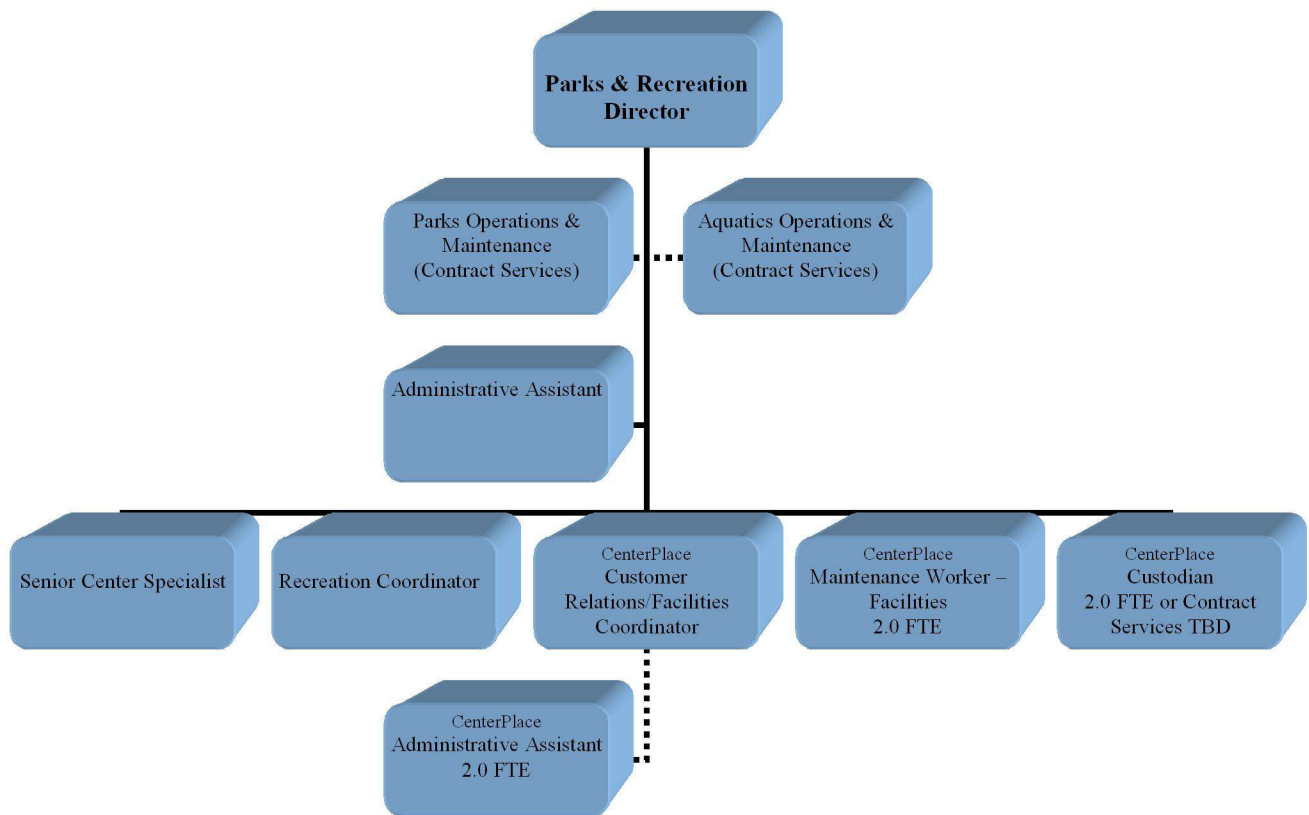 Parks & Recreation
Director
Parks Operations &
Maintenance
(Contract Services)
Aquatics Operations &
Maintenance
(Contract Services)
Administrative Assistant
Senior Center Specialist
Recreation Coordinator
CenterPlace
Customer
Relations/Facilities
Coordinator
CenterPlace
Maintenance Worker –
Facilities
2.0 FTE
CenterPlace
Custodian
2.0 FTE or Contract
Services TBD
CenterPlace
Administrative Assistant
2.0 FTE